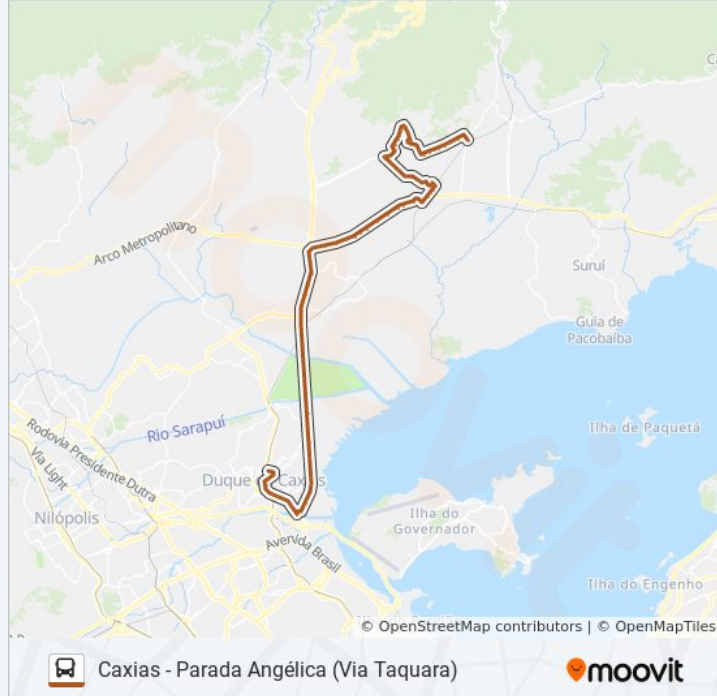 Ca
Arco Metropolitano
Suruí
Guia de
Pacobaíba
Rio Sarapuí
Ilha de Paquetá
Rodovia Presidente Dutra
Via Light
Duque de Caxias
Nilópolis
Ilha do
Governador
Avenida Brasil
Ilha do Engenho
© OpenStreetMap contributors | © OpenMapTiles
Caxias - Parada Angélica (Via Taquara)
moovit